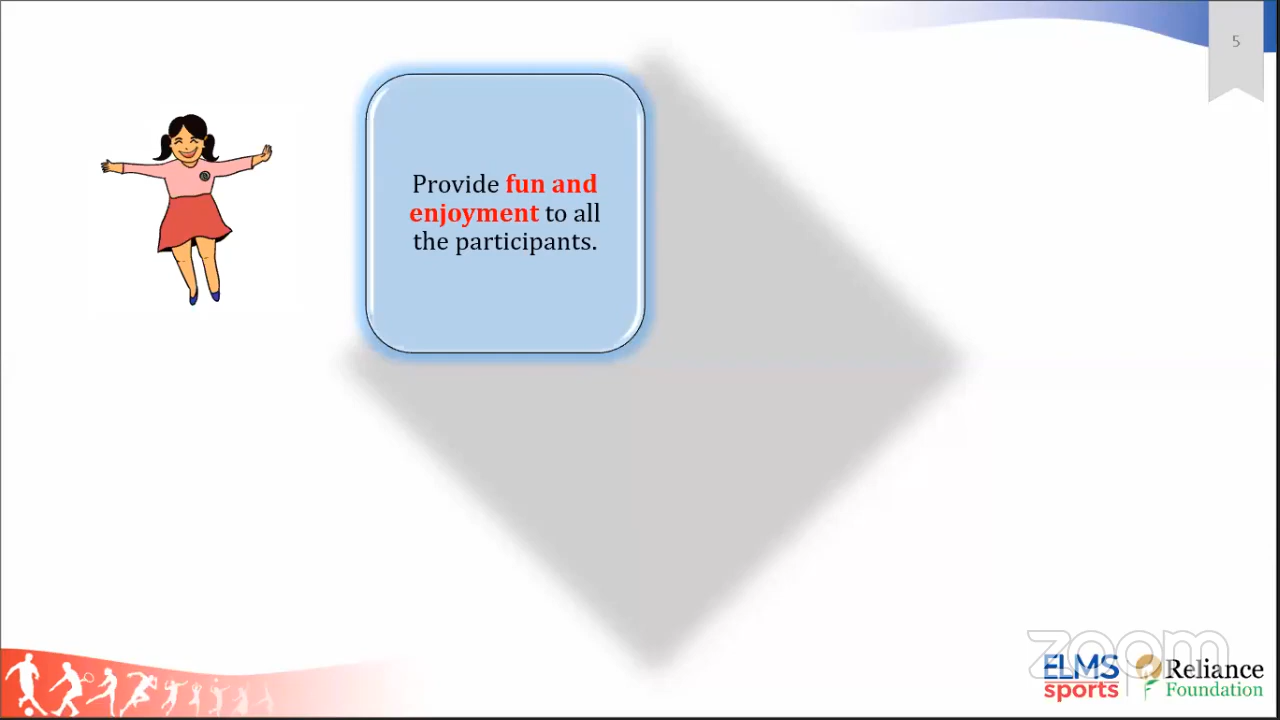 5
Provide fun and
enjoyment to all
the participants.
zoom
ELMS
sports
Reliance
Foundation